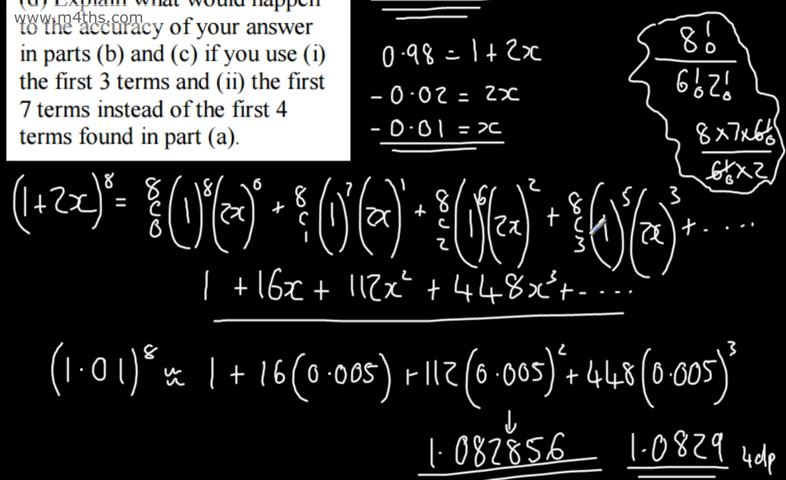 (d) Explain what would happen
www.m4ths.com
to the accuracy of your answer
in parts (b) and (c) if you use (i)
the first 3 terms and (ii) the first
7 terms instead of the first 4
terms found in part (a).
0.98 = 1 + 2x
-0.02 = 2x
-0.01 = x
8!
6!2!
8×7×6!
6!×2
(1+2x)⁸ = ⁸C₀ (1)⁸(2x)⁰ + ⁸C₁ (1)⁷(2x)¹ + ⁸C₂ (1)⁶(2x)² + ⁸C₃ (1)⁵(2x)³ + ....
1 + 16x + 112x² + 448x³ + ....
(1.01)⁸ ≈ 1 + 16(0.005) + 112(0.005)² + 448(0.005)³
↓
1.082856 1.0829 4dp